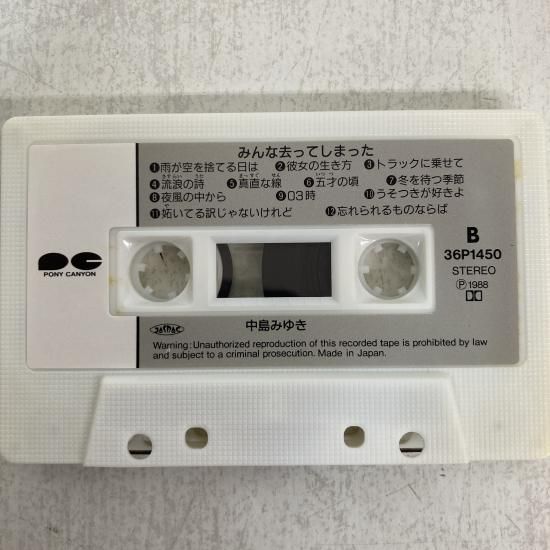 みんな去ってしまった
❶雨が空を捨てる日は ❷彼女の生き方 ❸トラックに乗せて
❹流浪の詩 ❺真直な線 ❻五才の頃 ❼冬を待つ季節
❽夜風の中から ❾03時 ❿うそつきが好きよ
⓫妬いてる訳じゃないけれど ⓬忘れられるものならば
PONY CANYON
B
36P1450
STEREO
Ⓟ1988
JASRAC
中島みゆき
Warning: Unauthorized reproduction of this recorded tape is prohibited by law
and subject to a criminal prosecution. Made in Japan.